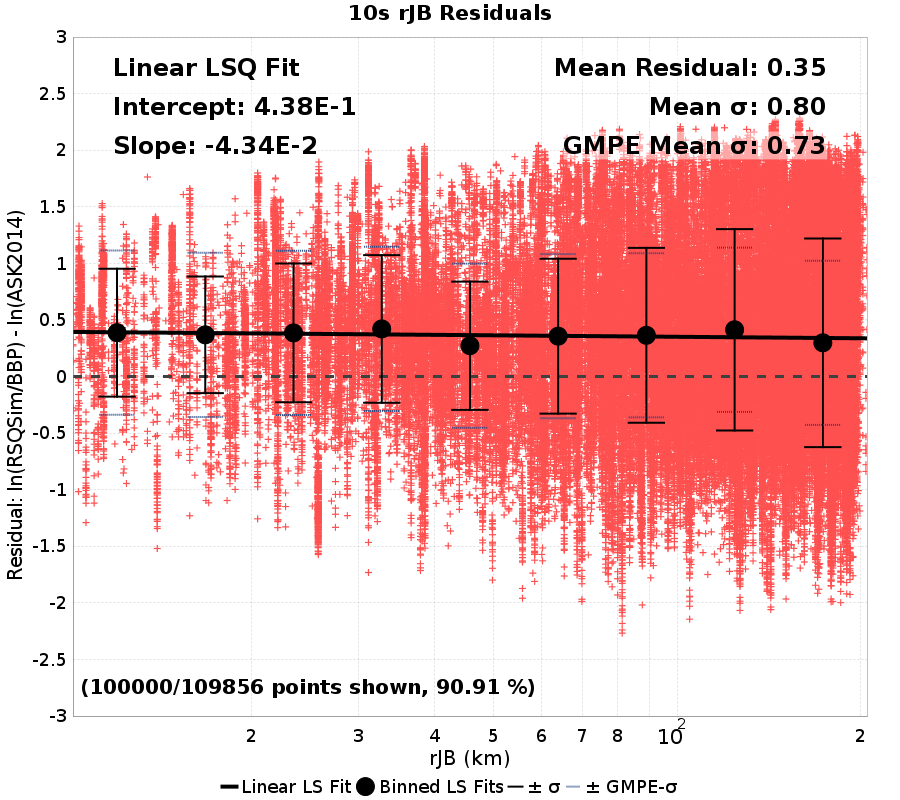 10s rJB Residuals
Linear LSQ Fit
Intercept: 4.38E-1
Slope: -4.34E-2
Mean Residual: 0.35
Mean σ: 0.80
GMPE Mean σ: 0.73
3
2.5
2
1.5
1
0.5
0
-0.5
-1
-1.5
-2
-2.5
-3
Residual: ln(RSQSim/BBP) - ln(ASK2014)
(100000/109856 points shown, 90.91 %)
2 3 4 5 6 7 8 10² 2
rJB (km)
Linear LS Fit Binned LS Fits ± σ ± GMPE-σ